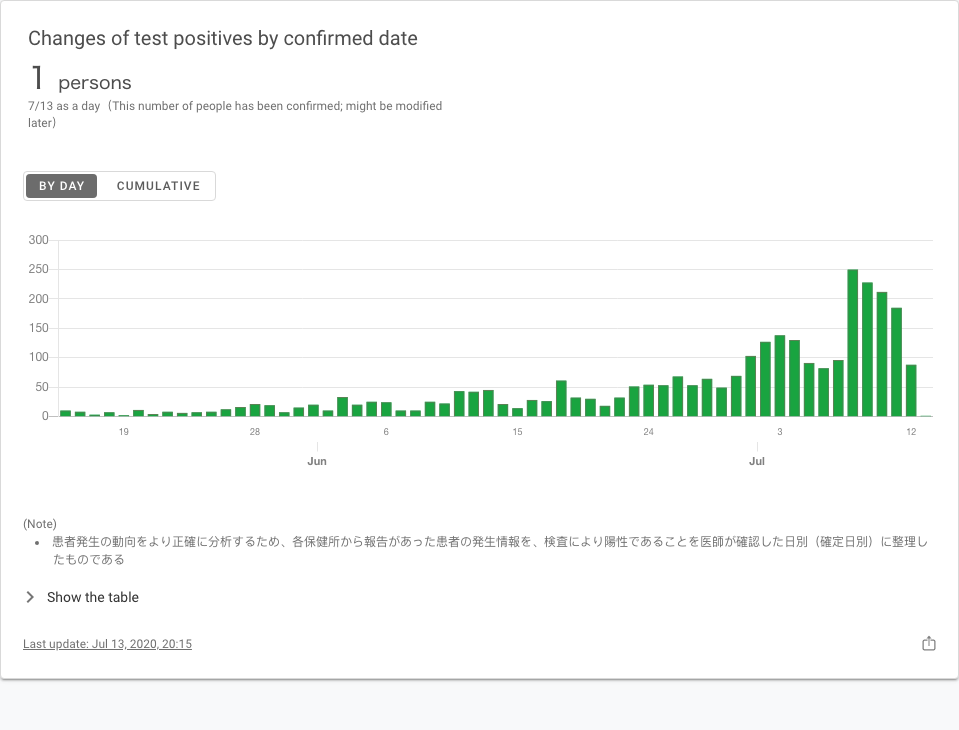 Changes of test positives by confirmed date
1 persons
7/13 as a day（This number of people has been confirmed; might be modified
later）
BY DAY CUMULATIVE
300
250
200
150
100
50
0
19 28 6 15 24 3 12
Jun Jul
(Note)
• 患者発生の動向をより正確に分析するため、各保健所から報告があった患者の発生情報を、検査により陽性であることを医師が確認した日別（確定日別）に整理し
たものである
Show the table
Last update: Jul 13, 2020, 20:15